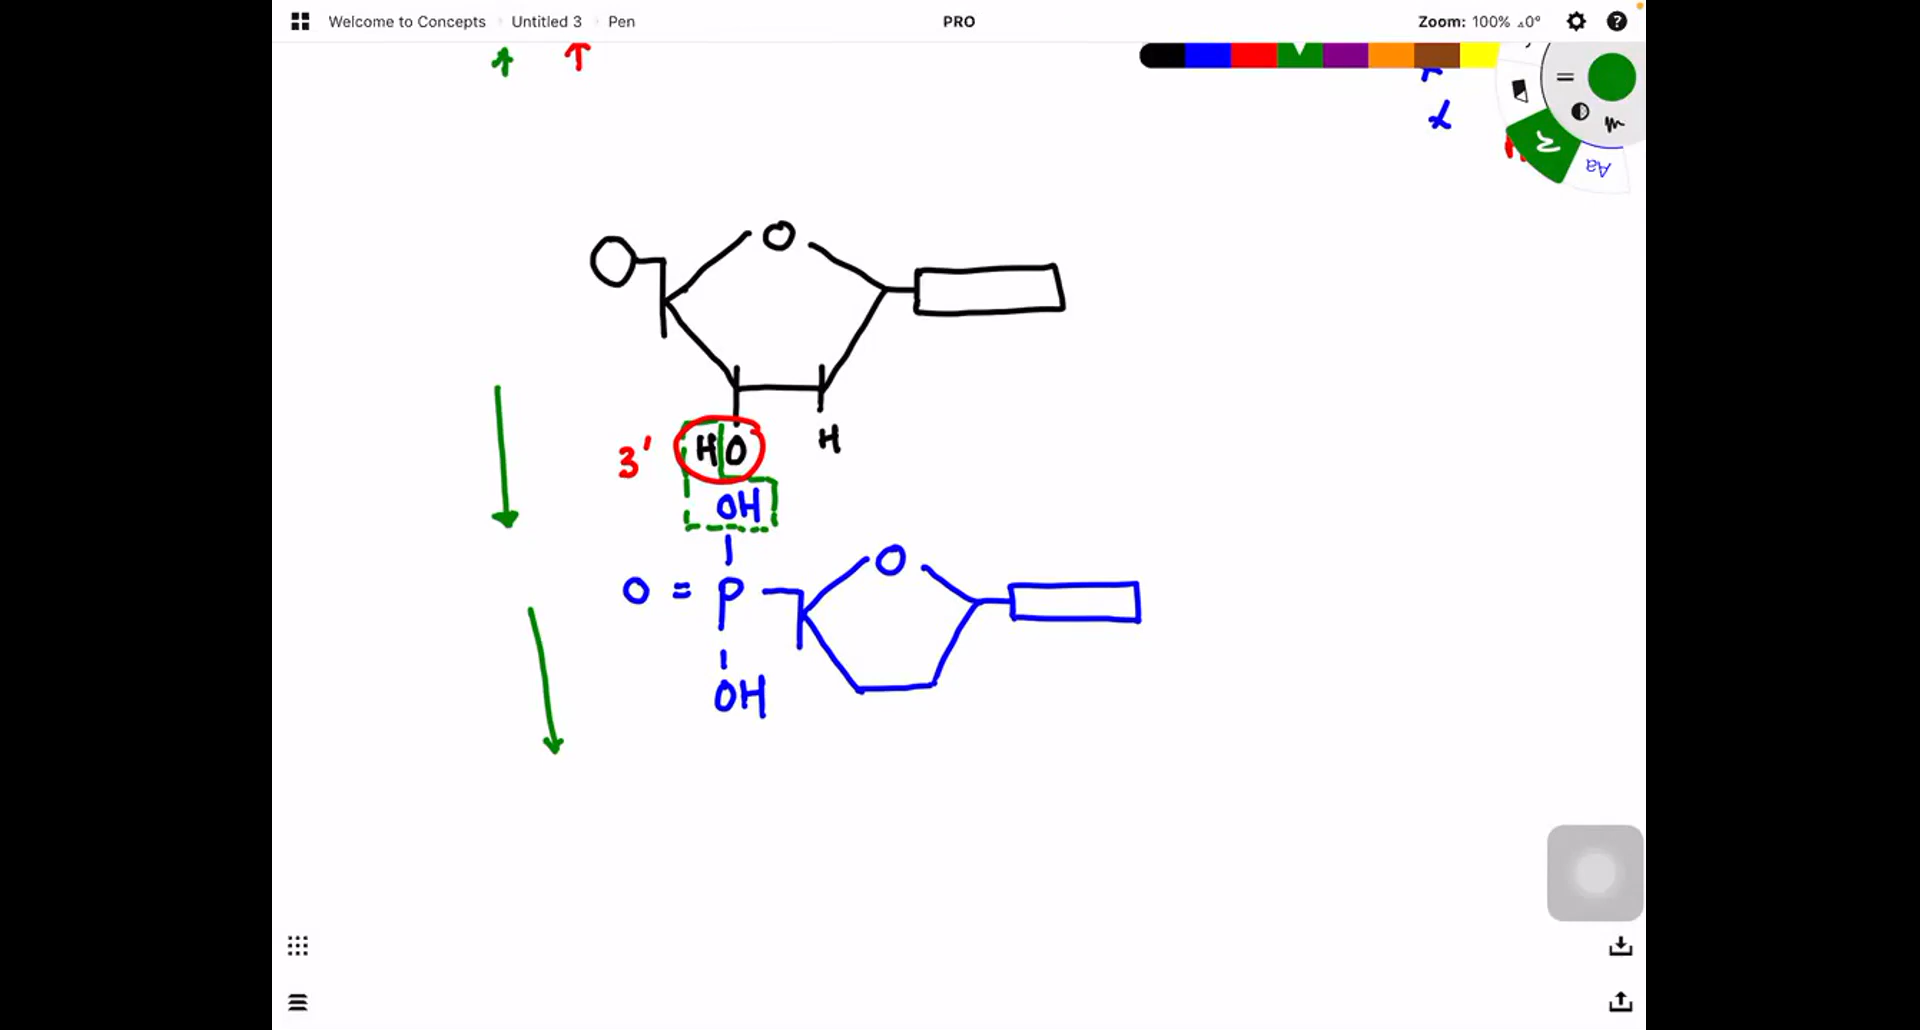 Welcome to Concepts › Untitled 3 › Pen
PRO
Zoom: 100% ⊿0°
?
Aa
O
3'
HO
H
OH
O
O = P
OH